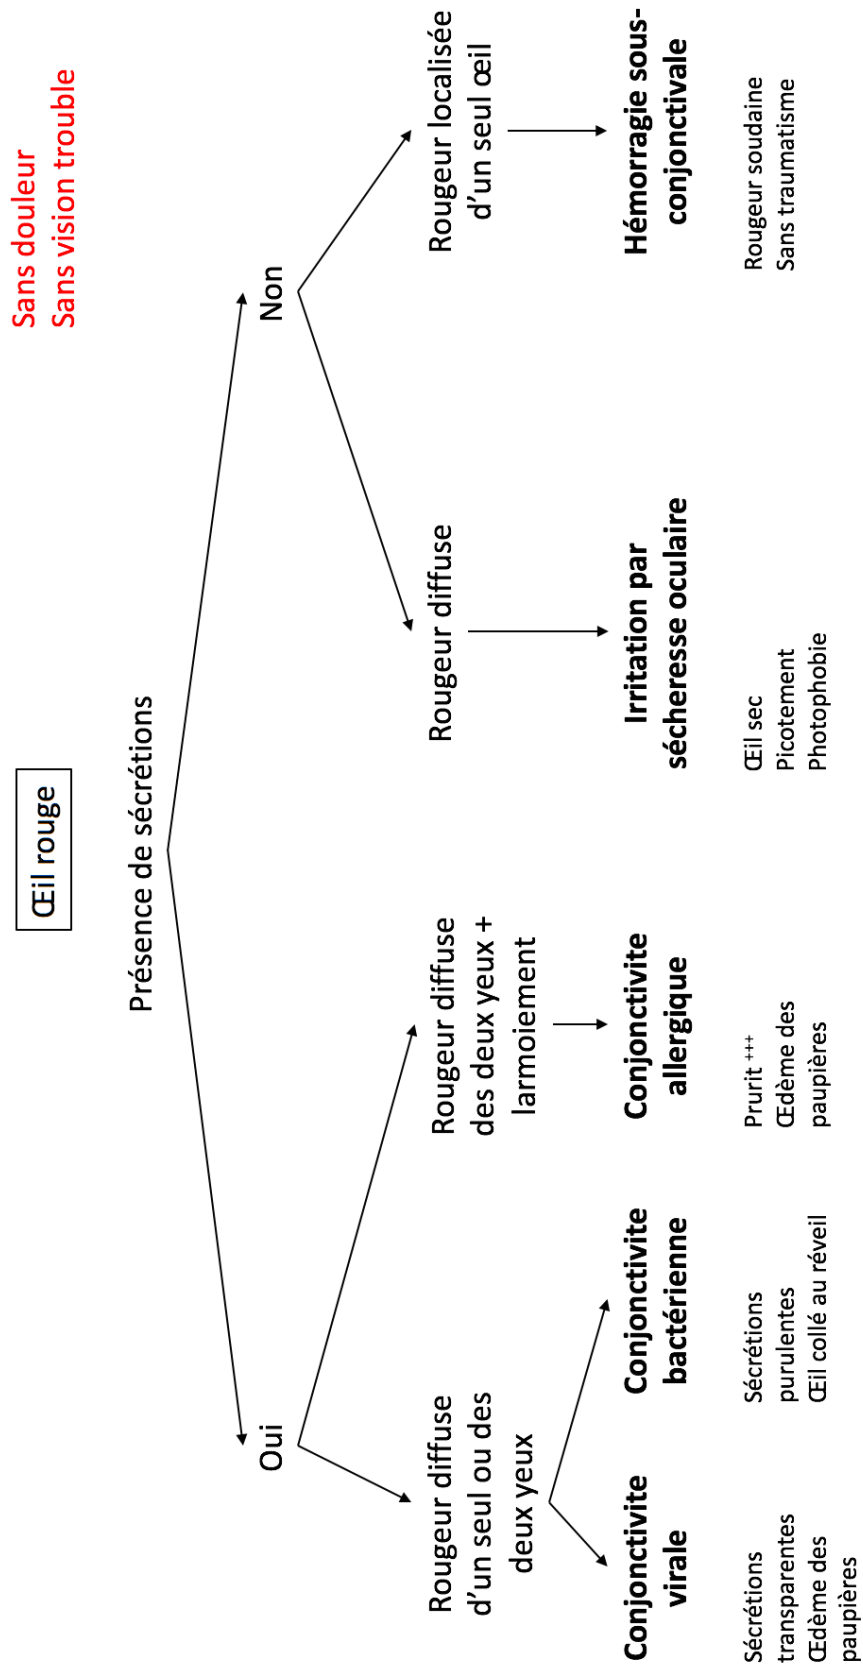 Œil rouge
Sans douleur
Sans vision trouble
Présence de sécrétions
Oui
Non
Rougeur diffuse
d’un seul ou des
deux yeux
Rougeur diffuse
des deux yeux +
larmoiement
Rougeur diffuse
Rougeur localisée
d’un seul œil
Conjonctivite
virale
Conjonctivite
bactérienne
Conjonctivite
allergique
Irritation par
sécheresse oculaire
Hémorragie sous-
conjonctivale
Sécrétions
transparentes
Œdème des
paupières
Sécrétions
purulentes
Œil collé au réveil
Prurit +++
Œdème des
paupières
Œil sec
Picotement
Photophobie
Rougeur soudaine
Sans traumatisme